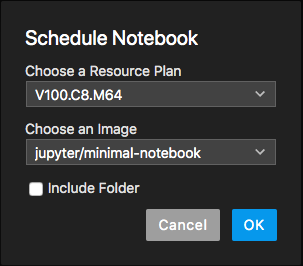 Schedule Notebook
Choose a Resource Plan
V100.C8.M64
Choose an Image
jupyter/minimal-notebook
Include Folder
Cancel OK